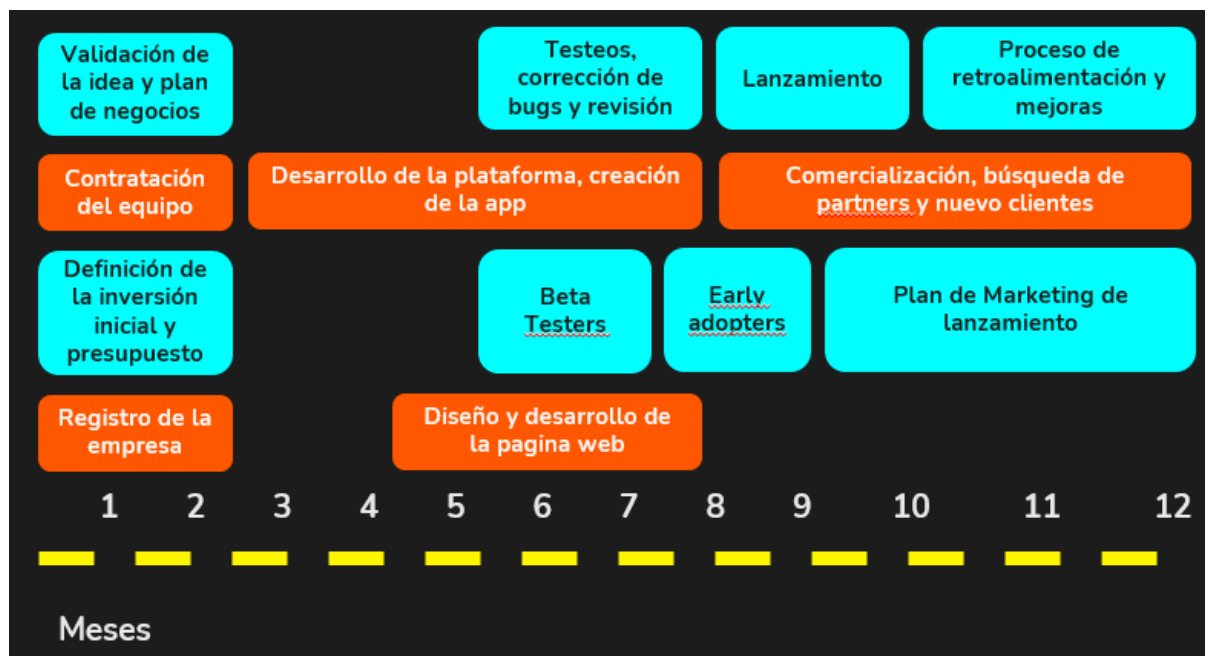 Validación de
la idea y plan
de negocios
Testeos,
corrección de
bugs y revisión
Lanzamiento
Proceso de
retroalimentación y
mejoras
Contratación
del equipo
Desarrollo de la plataforma, creación
de la app
Comercialización, búsqueda de
partners y nuevo clientes
Definición de
la inversión
inicial y
presupuesto
Beta
Testers
Early
adopters
Plan de Marketing de
lanzamiento
Registro de la
empresa
Diseño y desarrollo de
la pagina web
1 2 3 4 5 6 7 8 9 10 11 12
Meses